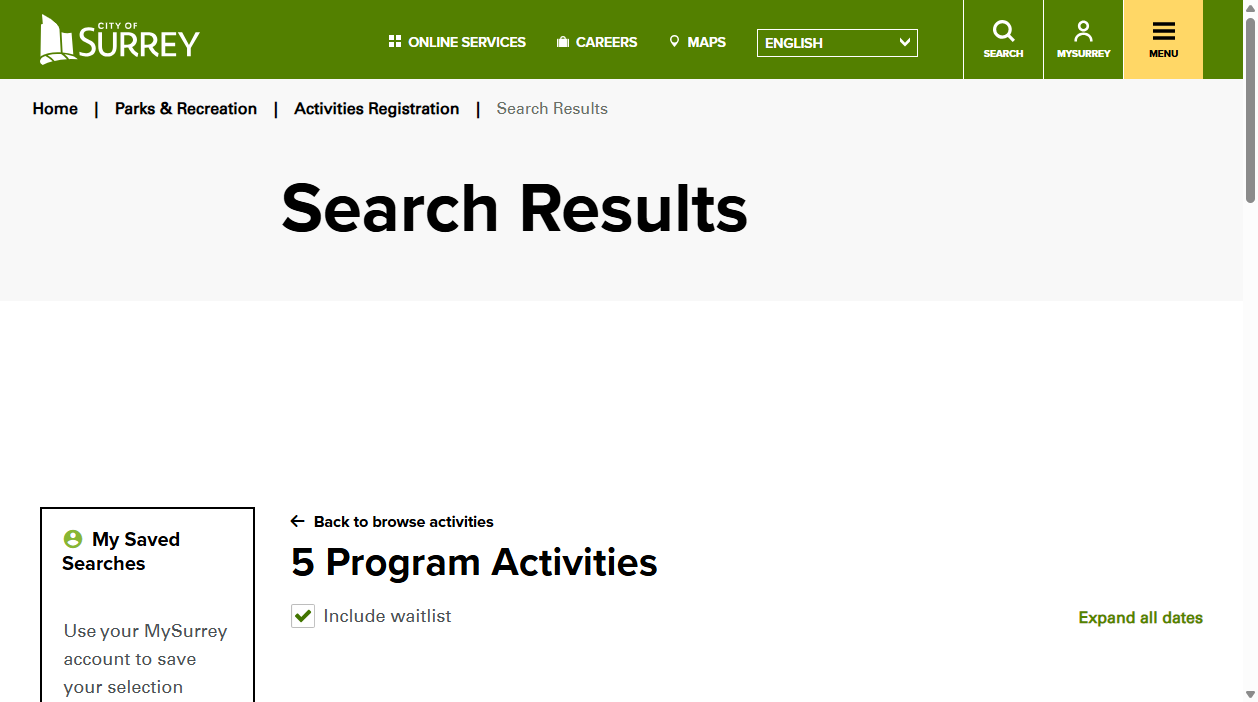 CITY OF
SURREY
ONLINE SERVICES
CAREERS
MAPS
ENGLISH
SEARCH
MYSURREY
MENU
Home | Parks & Recreation | Activities Registration | Search Results
Search Results
My Saved
Searches
Use your MySurrey
account to save
your selection
Back to browse activities
5 Program Activities
Include waitlist
Expand all dates